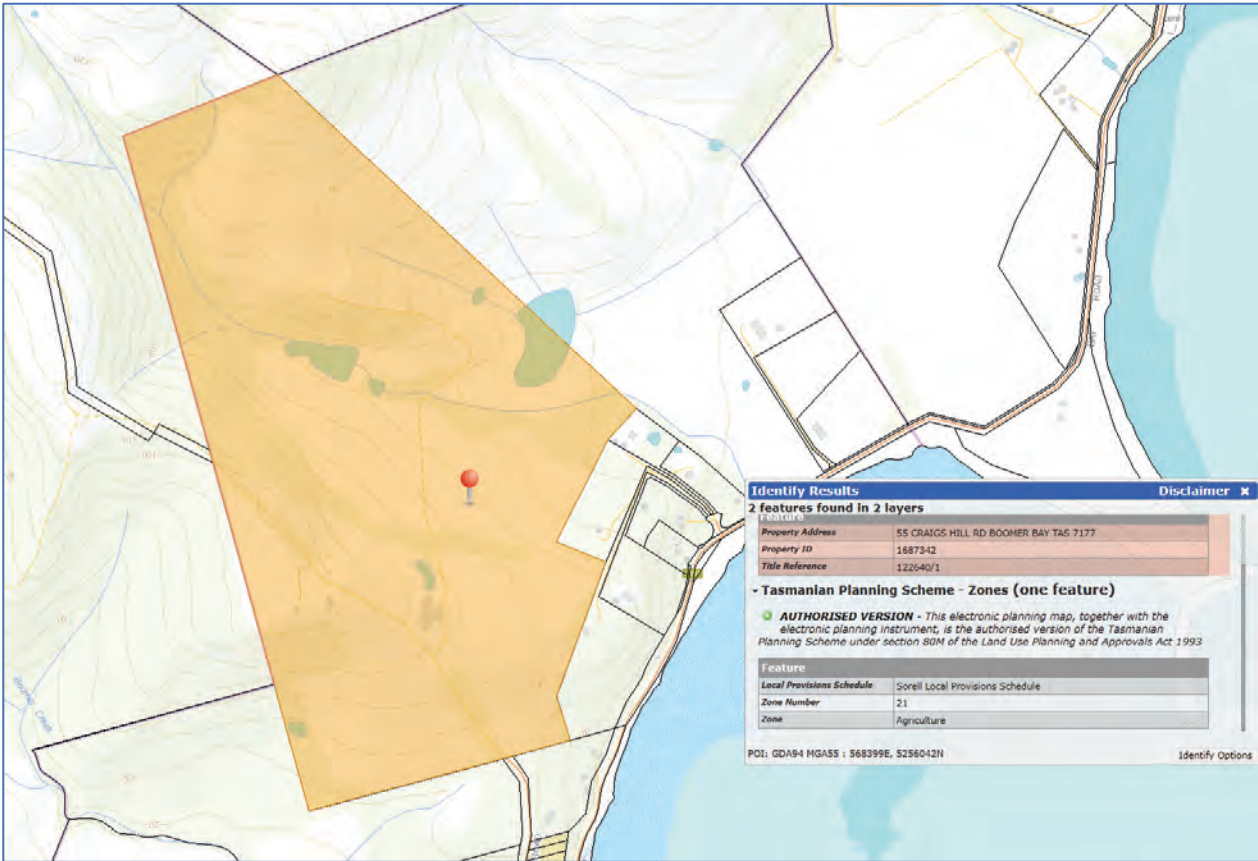 ROAD
Identify Results Disclaimer ×
2 features found in 2 layers
Feature
Property Address 55 CRAIGS HILL RD BOOMER BAY TAS 7177
Property ID 1687342
Title Reference 122640/1
Tasmanian Planning Scheme - Zones (one feature)
AUTHORISED VERSION - This electronic planning map, together with the
electronic planning instrument, is the authorised version of the Tasmanian
Planning Scheme under section 80M of the Land Use Planning and Approvals Act 1993
Feature
Local Provisions Schedule Sorell Local Provisions Schedule
Zone Number 21
Zone Agriculture
POI: GDA94 MGA55 : 568399E, 5256042N Identify Options